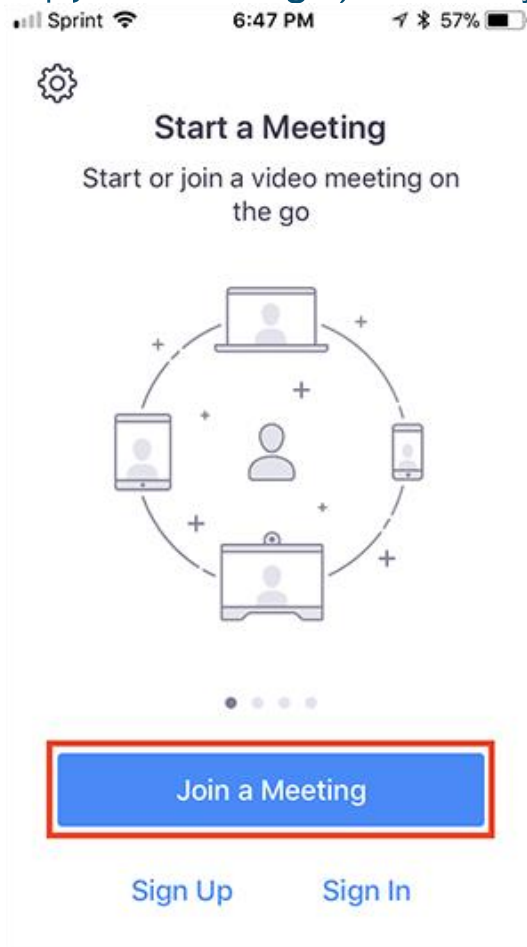 Sprint 6:47 PM 57%
Start a Meeting
Start or join a video meeting on
the go
Join a Meeting
Sign Up Sign In